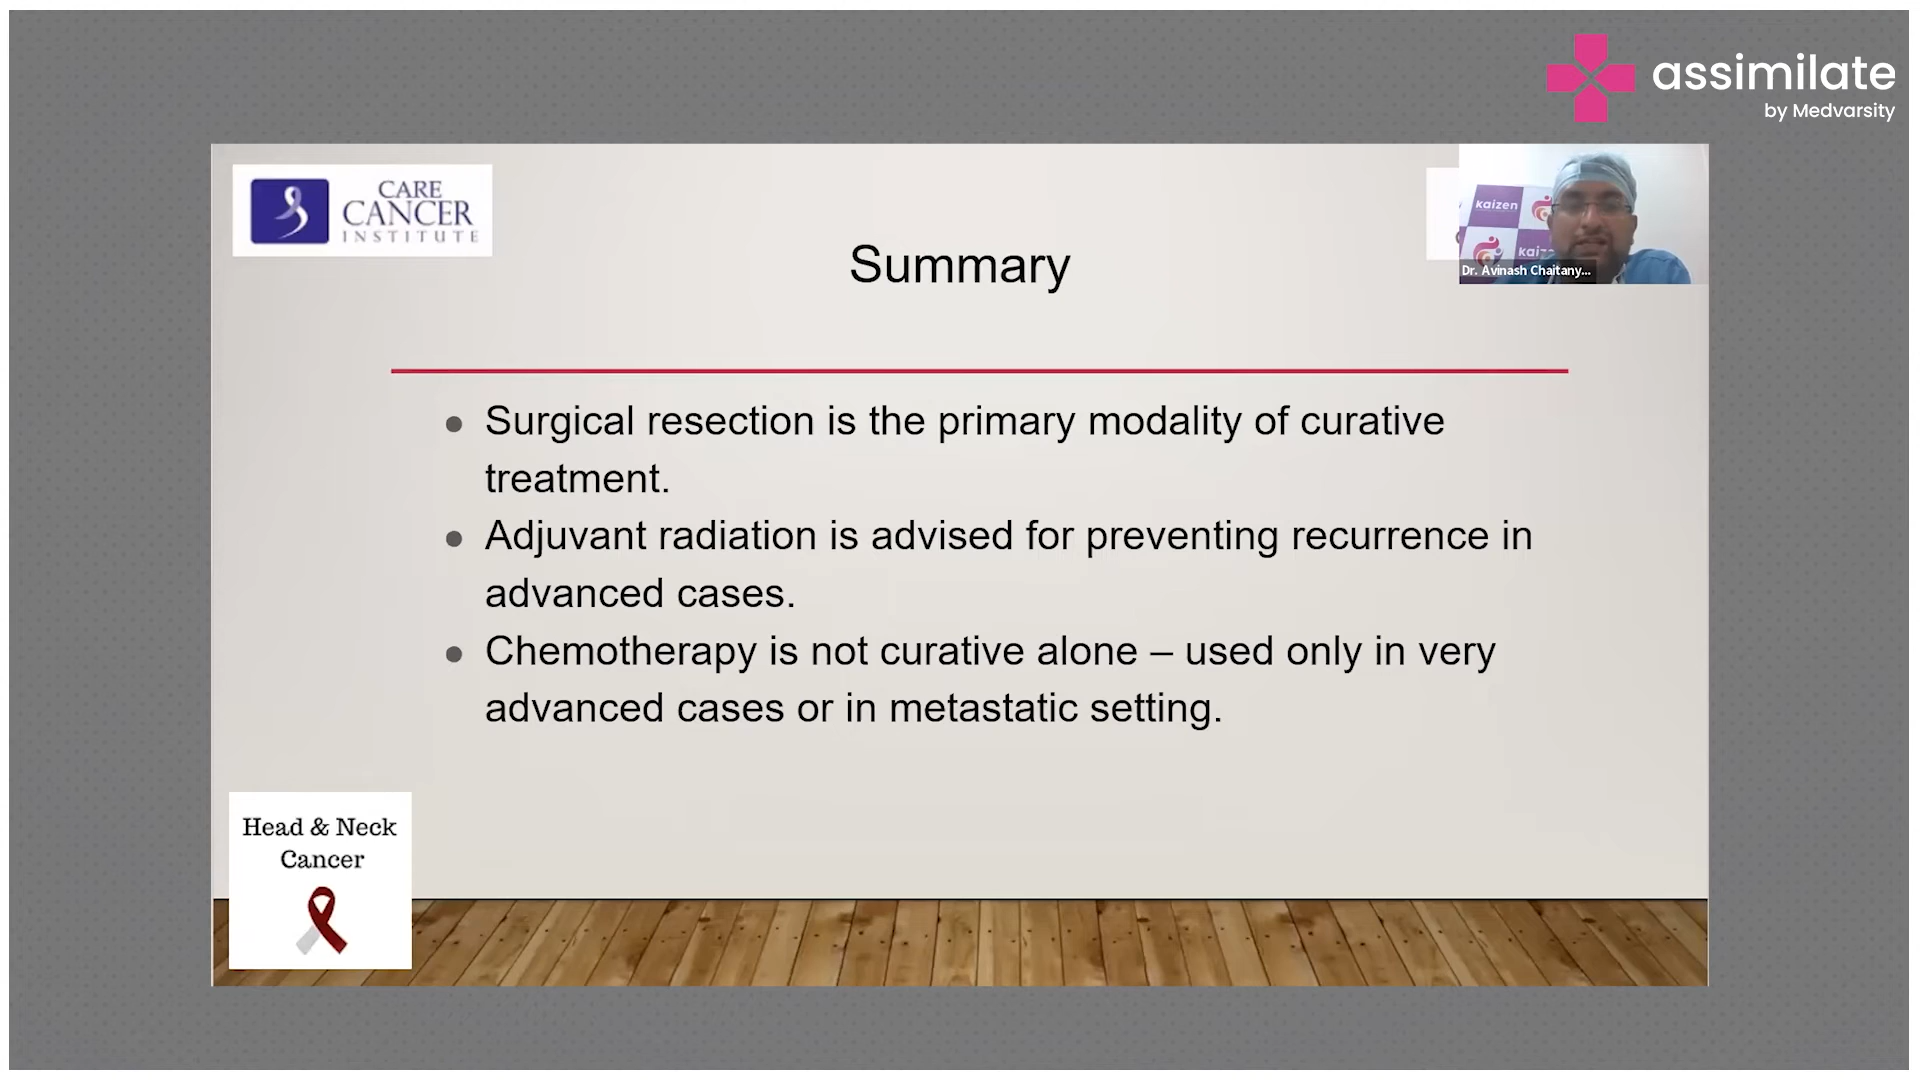 assimilate
by Medvarsity
CARE
CANCER
INSTITUTE
kaizen
Dr. Avinash Chaitany...
Summary
● Surgical resection is the primary modality of curative
treatment.
● Adjuvant radiation is advised for preventing recurrence in
advanced cases.
● Chemotherapy is not curative alone – used only in very
advanced cases or in metastatic setting.
Head & Neck
Cancer